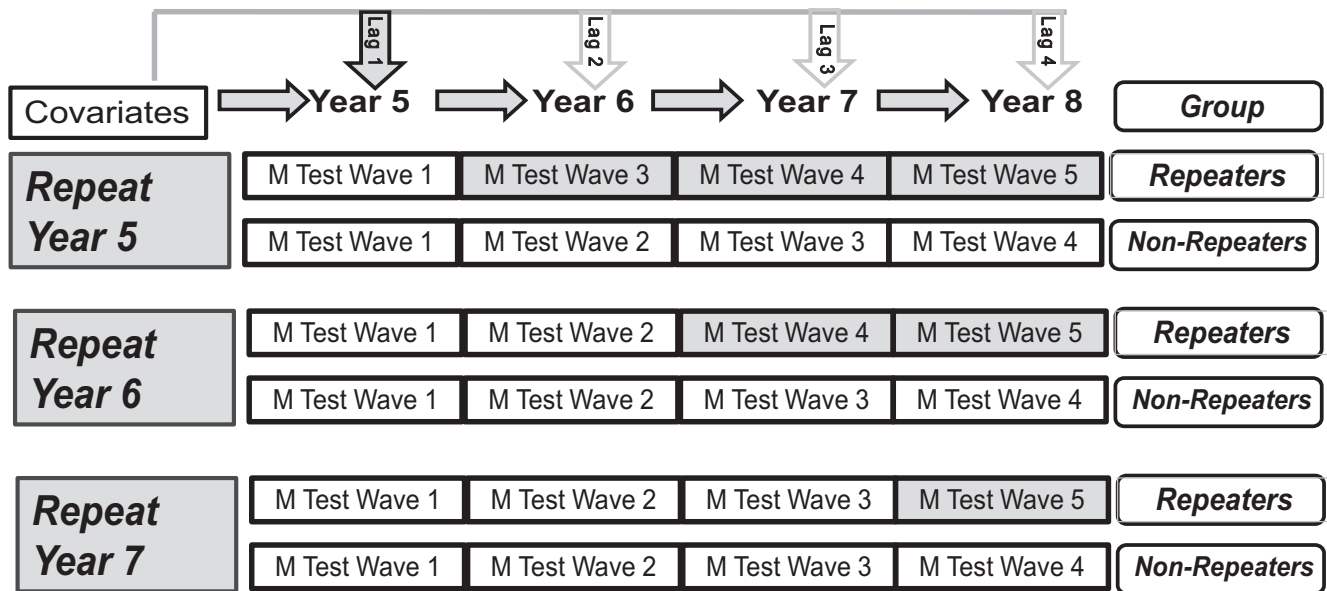 Lag 1
Lag 2
Lag 3
Lag 4
Covariates Year 5 Year 6 Year 7 Year 8 Group
Repeat
Year 5
M Test Wave 1 M Test Wave 3 M Test Wave 4 M Test Wave 5 Repeaters
M Test Wave 1 M Test Wave 2 M Test Wave 3 M Test Wave 4 Non-Repeaters
Repeat
Year 6
M Test Wave 1 M Test Wave 2 M Test Wave 4 M Test Wave 5 Repeaters
M Test Wave 1 M Test Wave 2 M Test Wave 3 M Test Wave 4 Non-Repeaters
Repeat
Year 7
M Test Wave 1 M Test Wave 2 M Test Wave 3 M Test Wave 5 Repeaters
M Test Wave 1 M Test Wave 2 M Test Wave 3 M Test Wave 4 Non-Repeaters